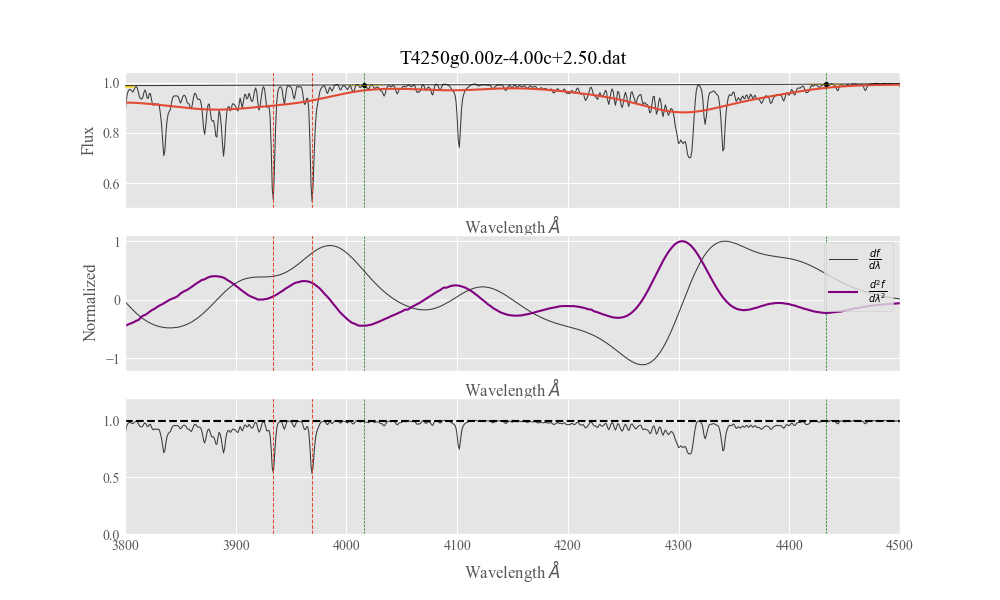 T4250g0.00z-4.00c+2.50.dat
1.0
0.8
0.6
Flux
Wavelength Å
1
0
−1
Normalized
df
dλ
d²f
dλ²
Wavelength Å
1.0
0.5
0.0
3800 3900 4000 4100 4200 4300 4400 4500
Wavelength Å